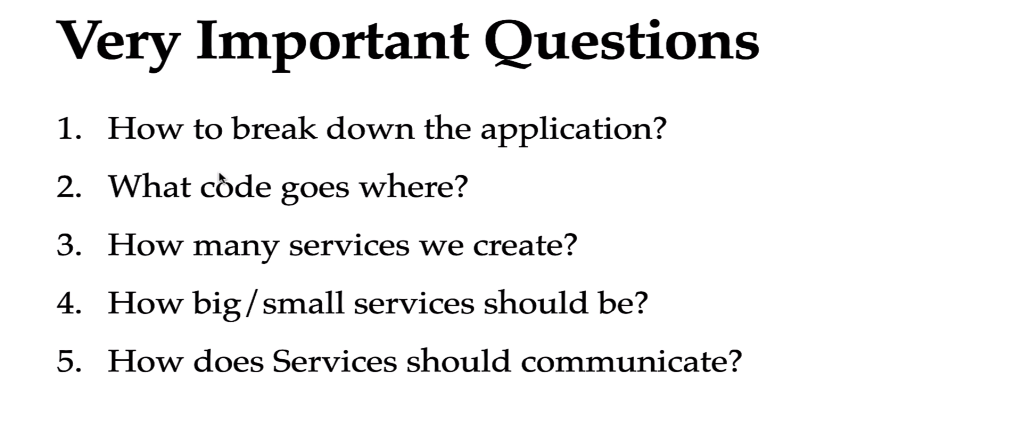 Very Important Questions
1. How to break down the application?
2. What code goes where?
3. How many services we create?
4. How big/small services should be?
5. How does Services should communicate?